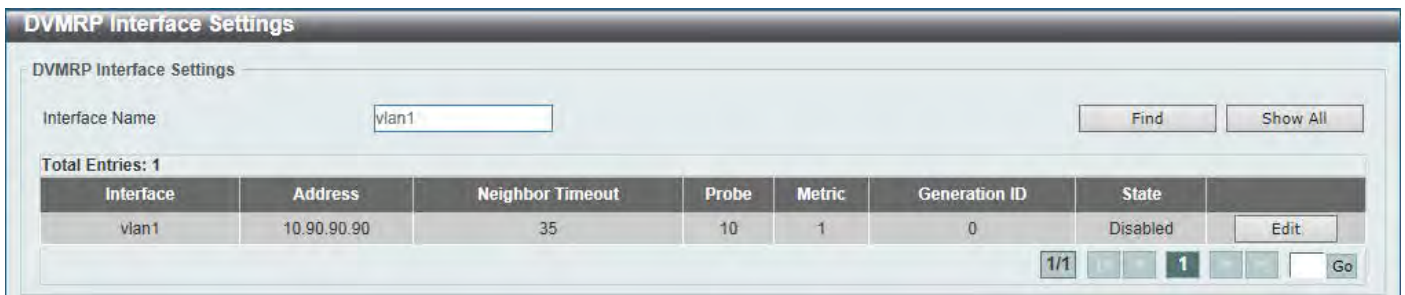 DVMRP Interface Settings
DVMRP Interface Settings
Interface Name vlan1 Find Show All
Total Entries: 1
Interface Address Neighbor Timeout Probe Metric Generation ID State
vlan1 10.90.90.90 35 10 1 0 Disabled Edit
1/1 1 Go